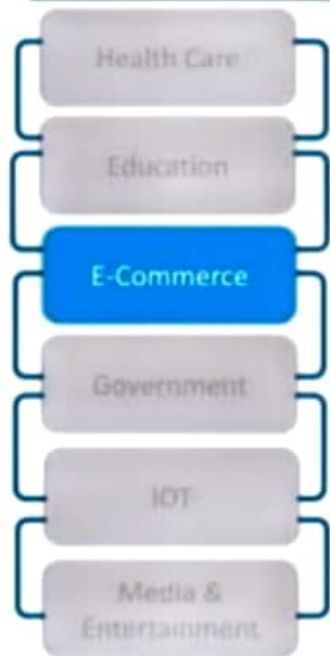 Health Care
Education
E-Commerce
Government
IOT
Media &
Entertainment